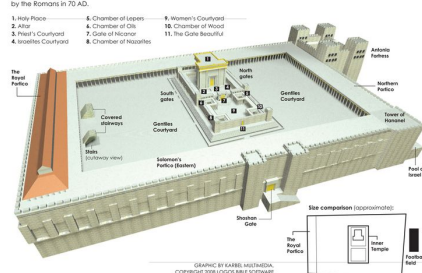 by the Romans in 70 AD.
1. Holy Place
2. Altar
3. Priest's Courtyard
4. Israelites Courtyard
5. Chamber of Lepers
6. Chamber of Oils
7. Gate of Nicanor
8. Chamber of Nazarites
9. Women's Courtyard
10. Chamber of Wood
11. The Gate Beautiful
Antonia
Fortress
The
Royal
Portico
North
gates
Northern
Portico
South
gates
Gentiles
Courtyard
Covered
stairways
Gentiles
Courtyard
Tower of
Hananel
Stairs
(cutaway view)
Solomon's
Portico (Eastern)
Pool o
Israel
Shushan
Gate
Size comparison (approximate):
The
Royal
Portico
Inner
Temple
Footba
field
GRAPHIC BY KARBEL MULTIMEDIA,
COPYRIGHT 2008 LOGOS BIBLE SOFTWARE